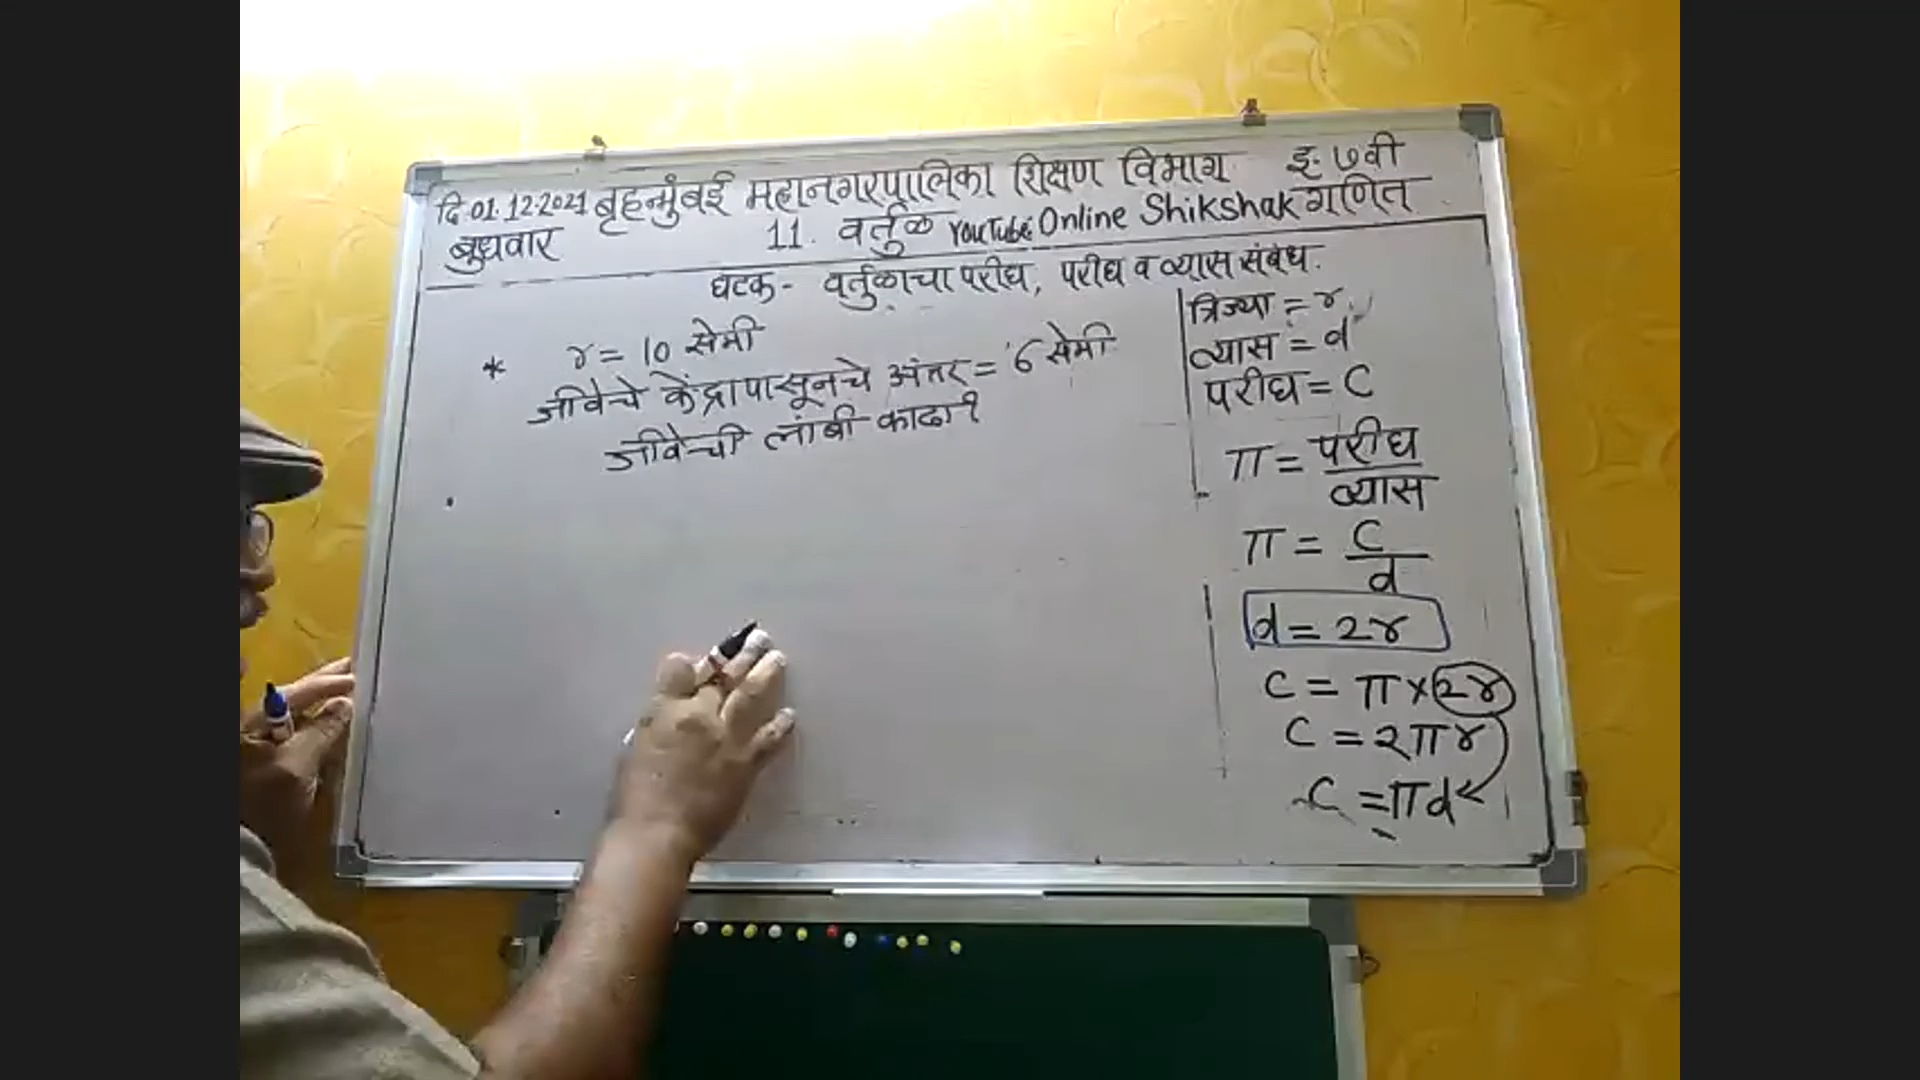 दि.01.12.2021 बृहन्मुंबई महानगरपालिका शिक्षण विभाग इ. ७वी
बुधवार 11. वर्तुळ YouTube: Online Shikshak गणित
घटक- वर्तुळाचा परीघ, परीघ व व्यास संबंध.
* r = 10 सेमी
जीवेचे केंद्रापासूनचे अंतर = 6 सेमी
जीवेची लांबी काढा?
त्रिज्या = r
व्यास = d
परीघ = C
π = परीघ
व्यास
π = C
d
d = 2r
C = π × 2r
C = 2πr
C = πd